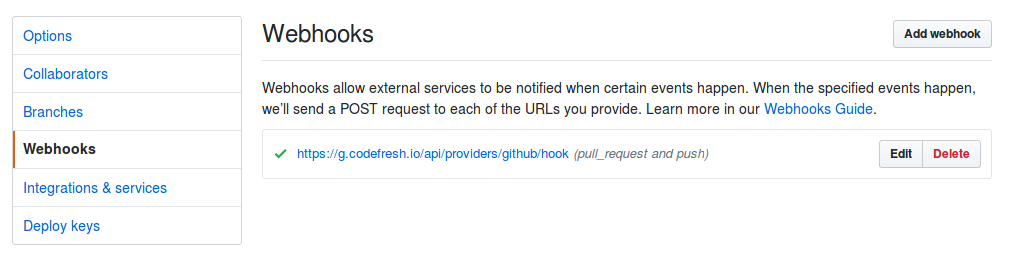 Options
Collaborators
Branches
Webhooks
Integrations & services
Deploy keys
Webhooks
Add webhook
Webhooks allow external services to be notified when certain events happen. When the specified events happen,
we'll send a POST request to each of the URLs you provide. Learn more in our Webhooks Guide.
https://g.codefresh.io/api/providers/github/hook (pull_request and push)
Edit
Delete